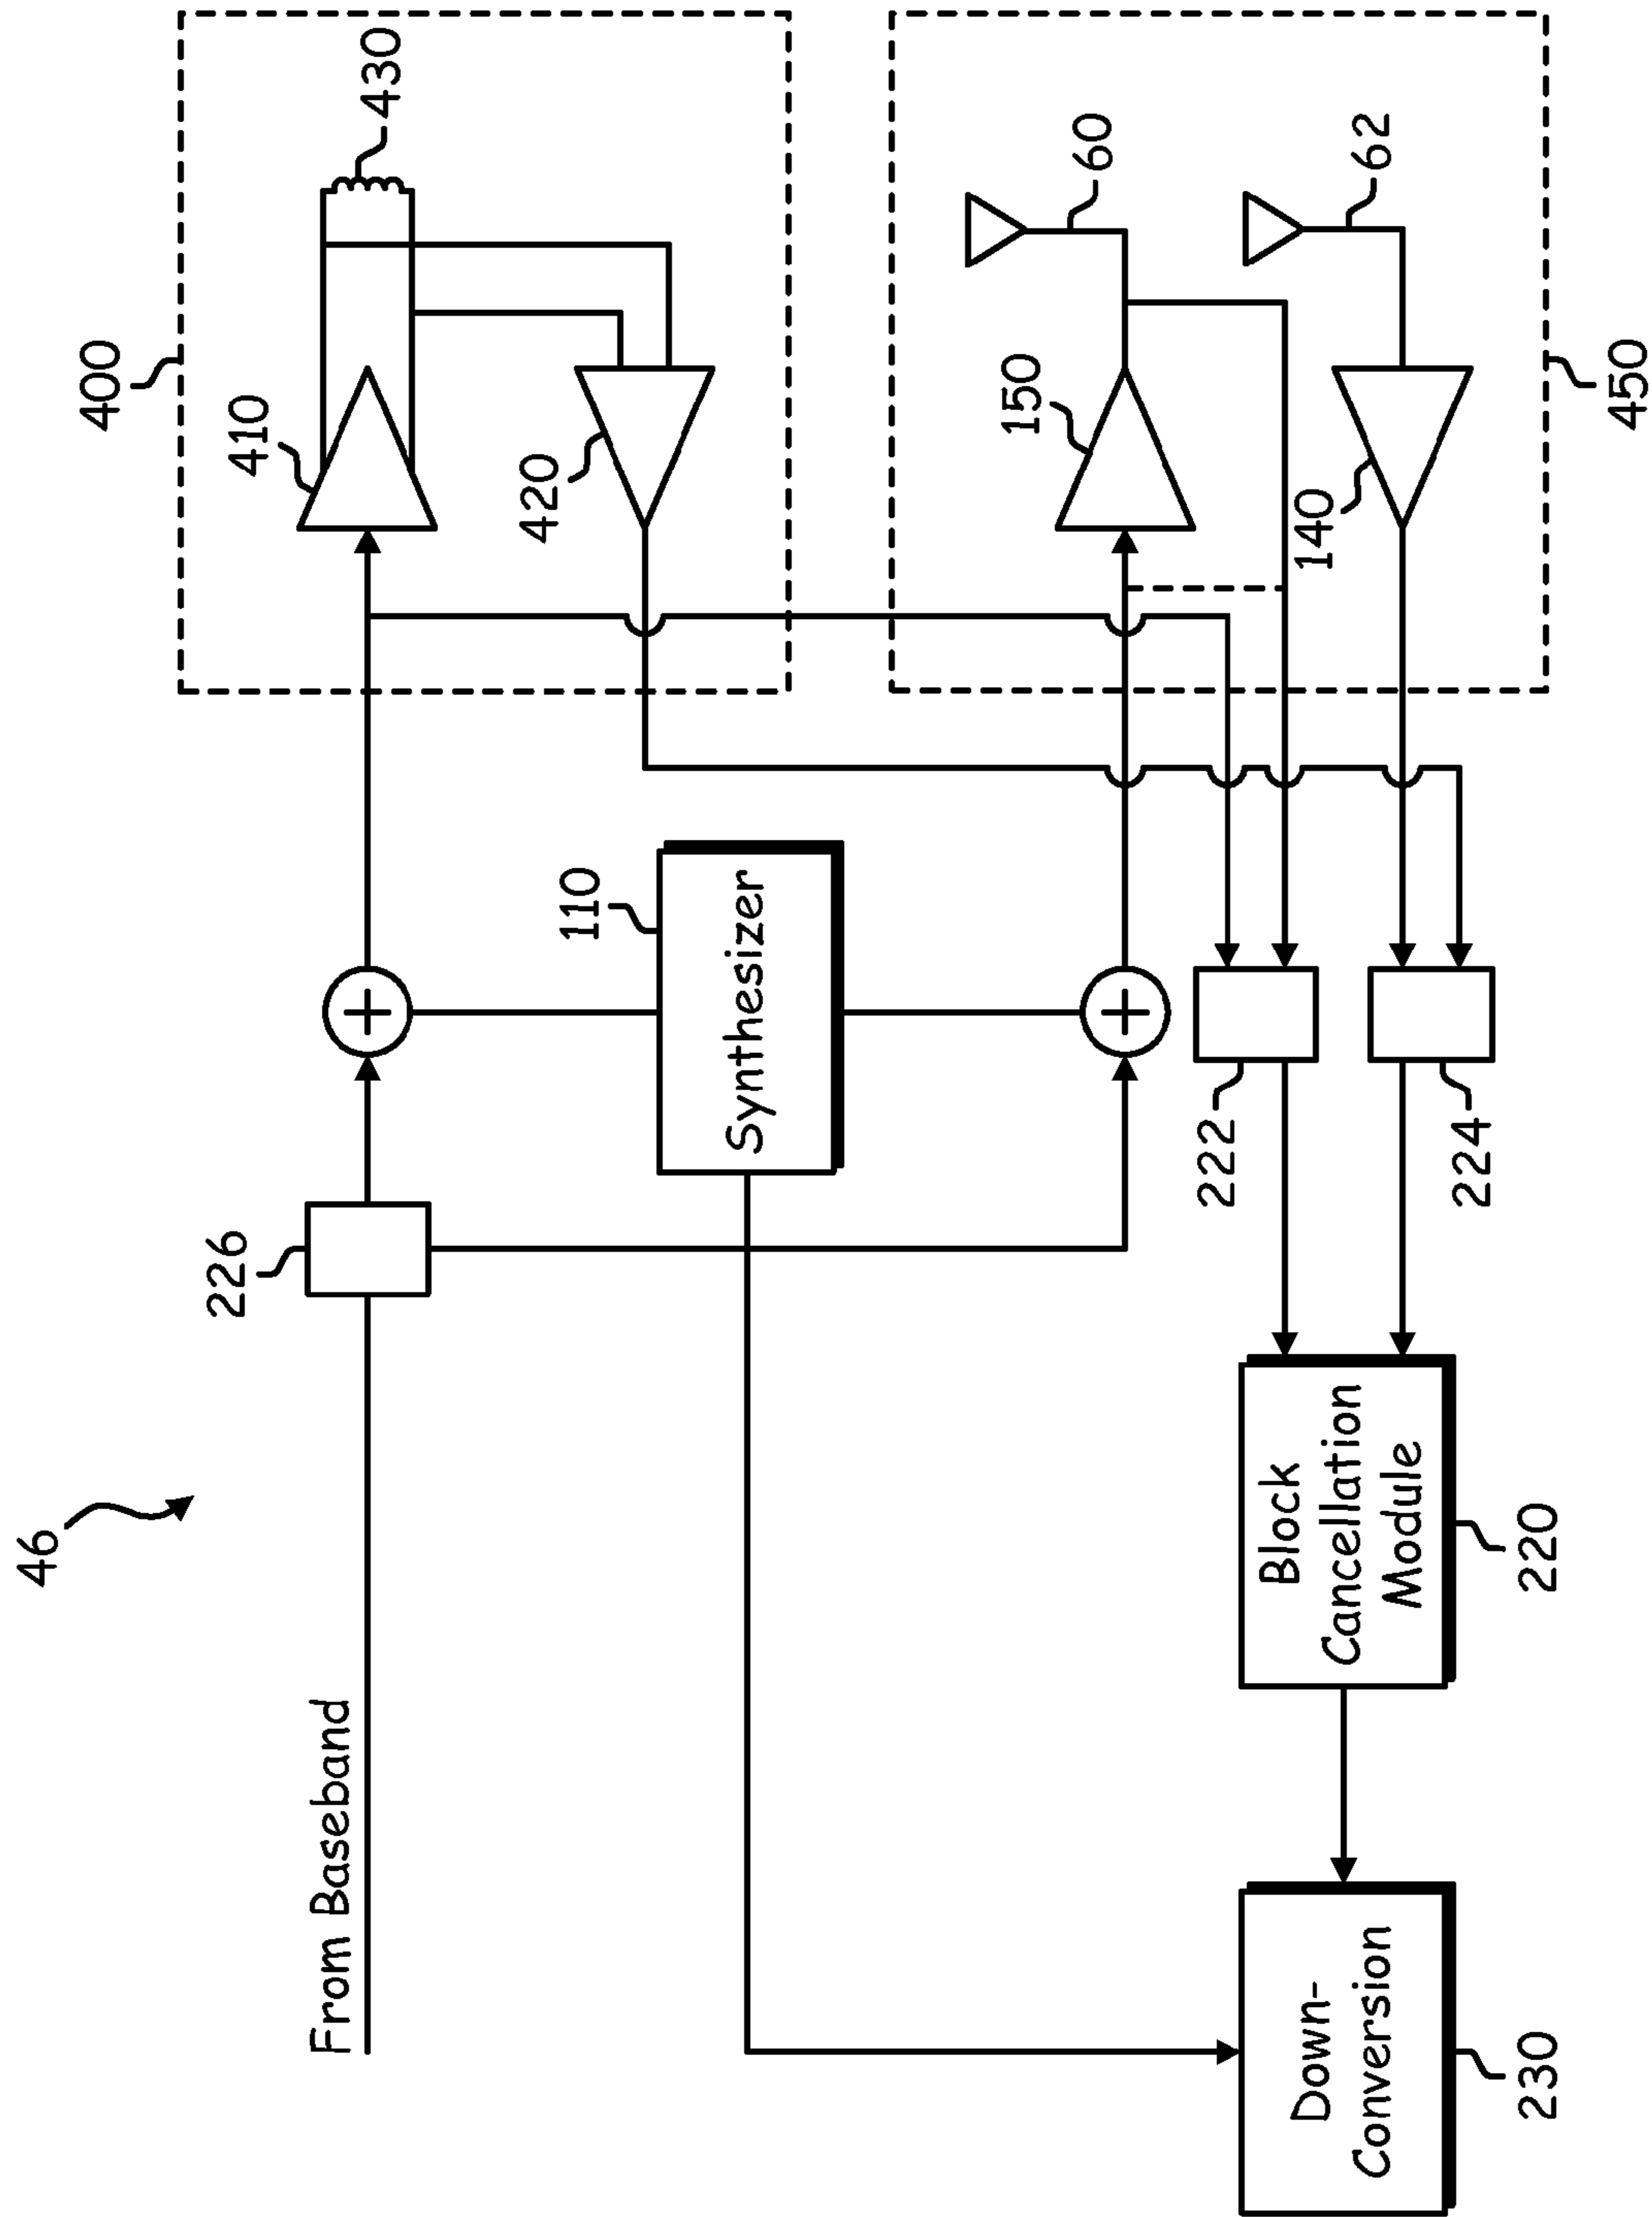 46
From Baseband
226
400
410
430
420
110
Synthesizer
150
60
140
62
450
222
224
Block
Cancellation
Module
220
Down-
Conversion
230